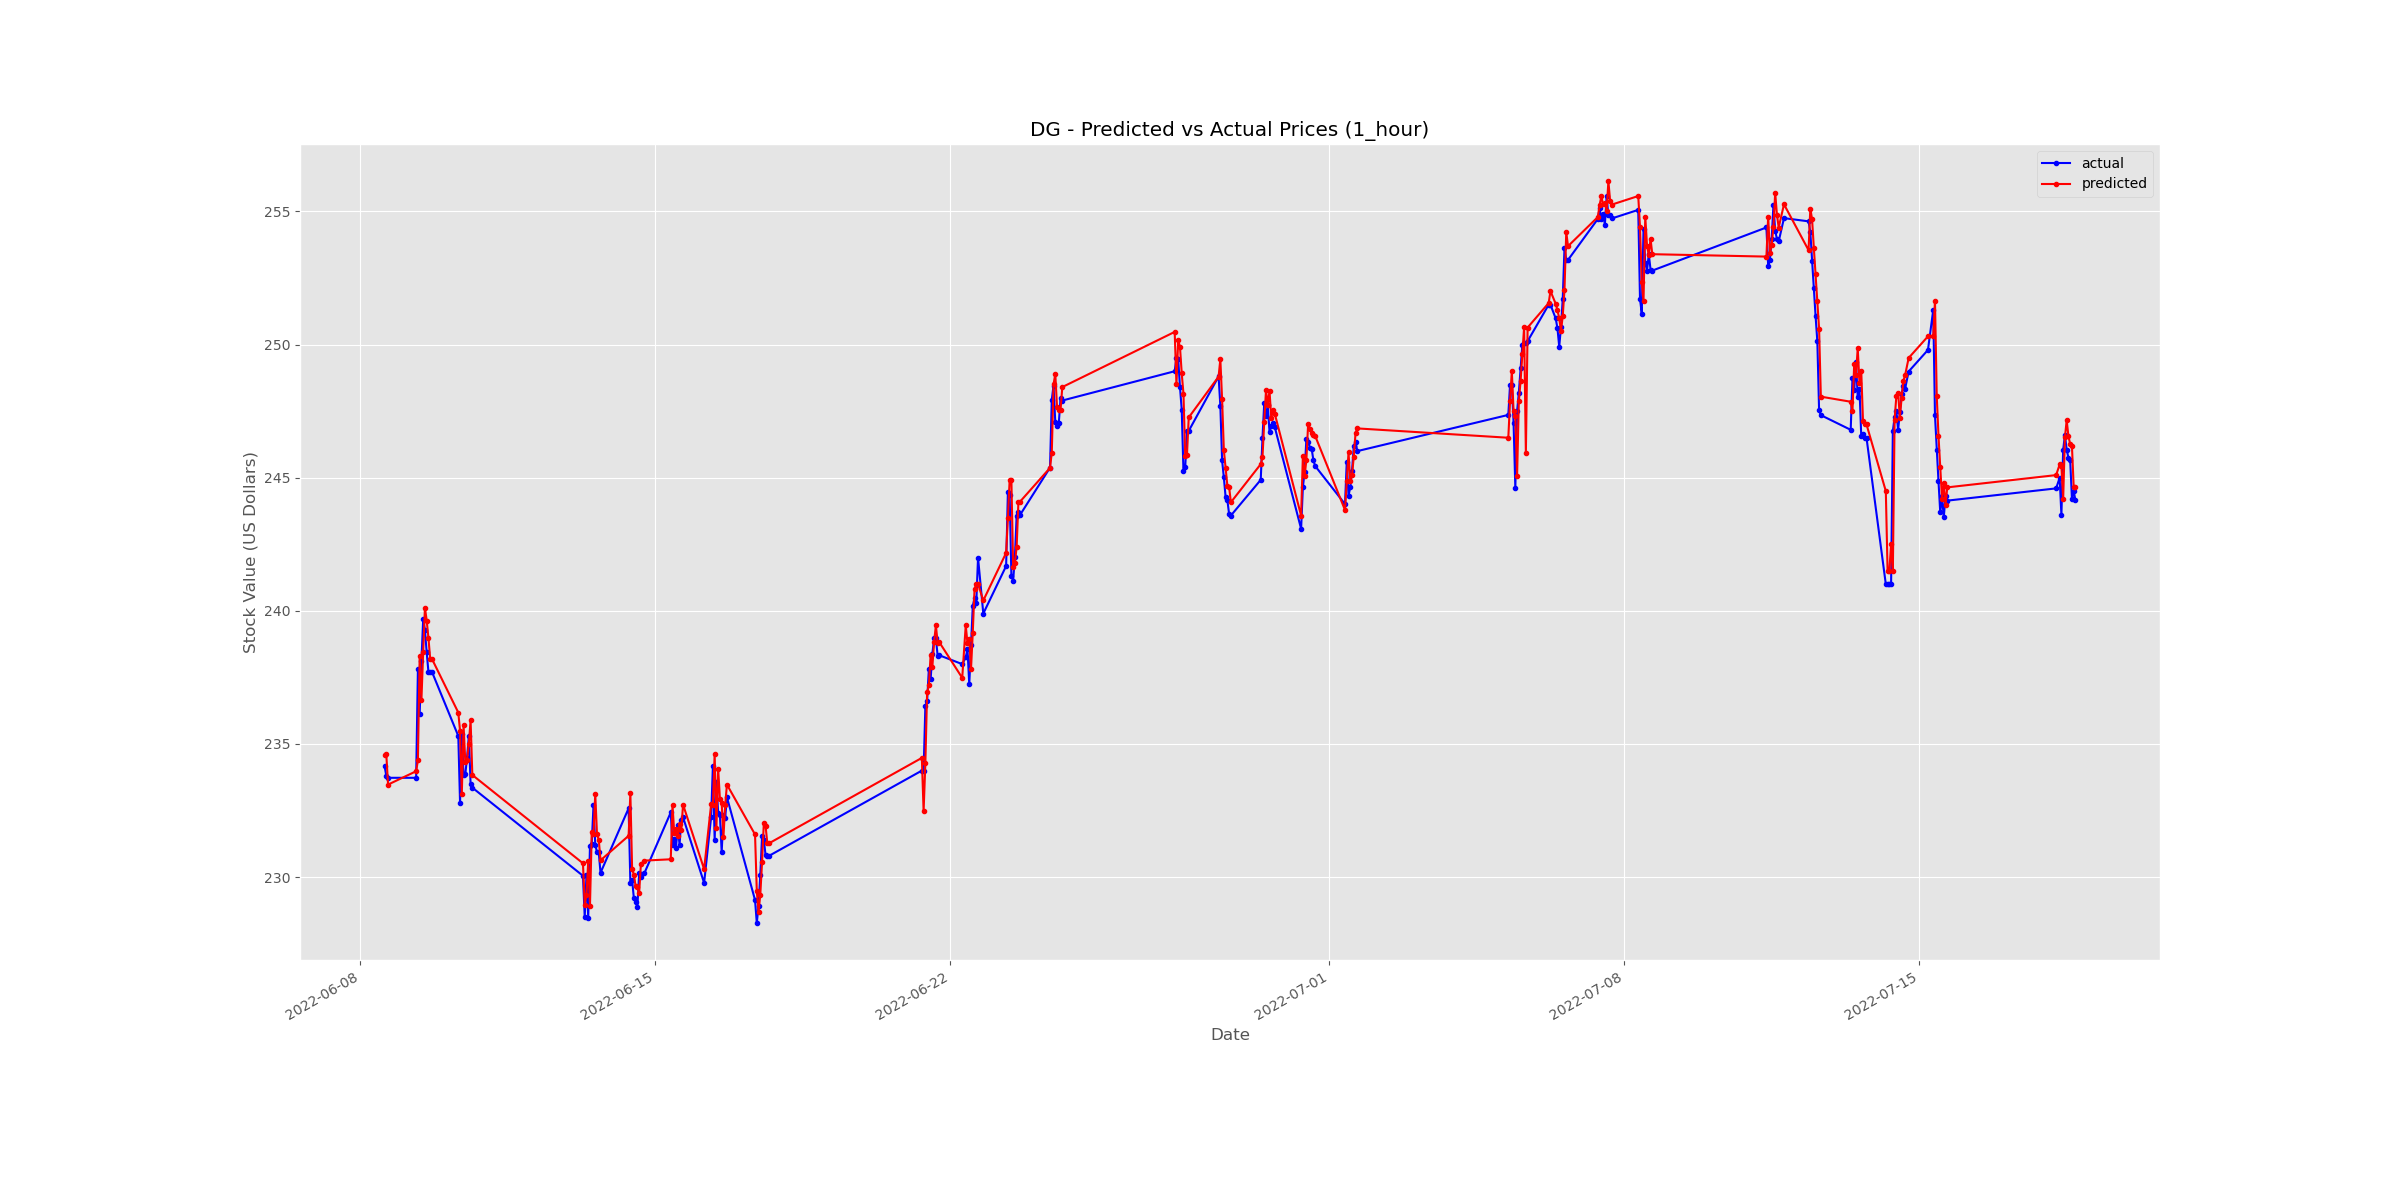 DG - Predicted vs Actual Prices (1_hour)
actual
predicted
Stock Value (US Dollars)
255
250
245
240
235
230
2022-06-08
2022-06-15
2022-06-22
2022-07-01
2022-07-08
2022-07-15
Date